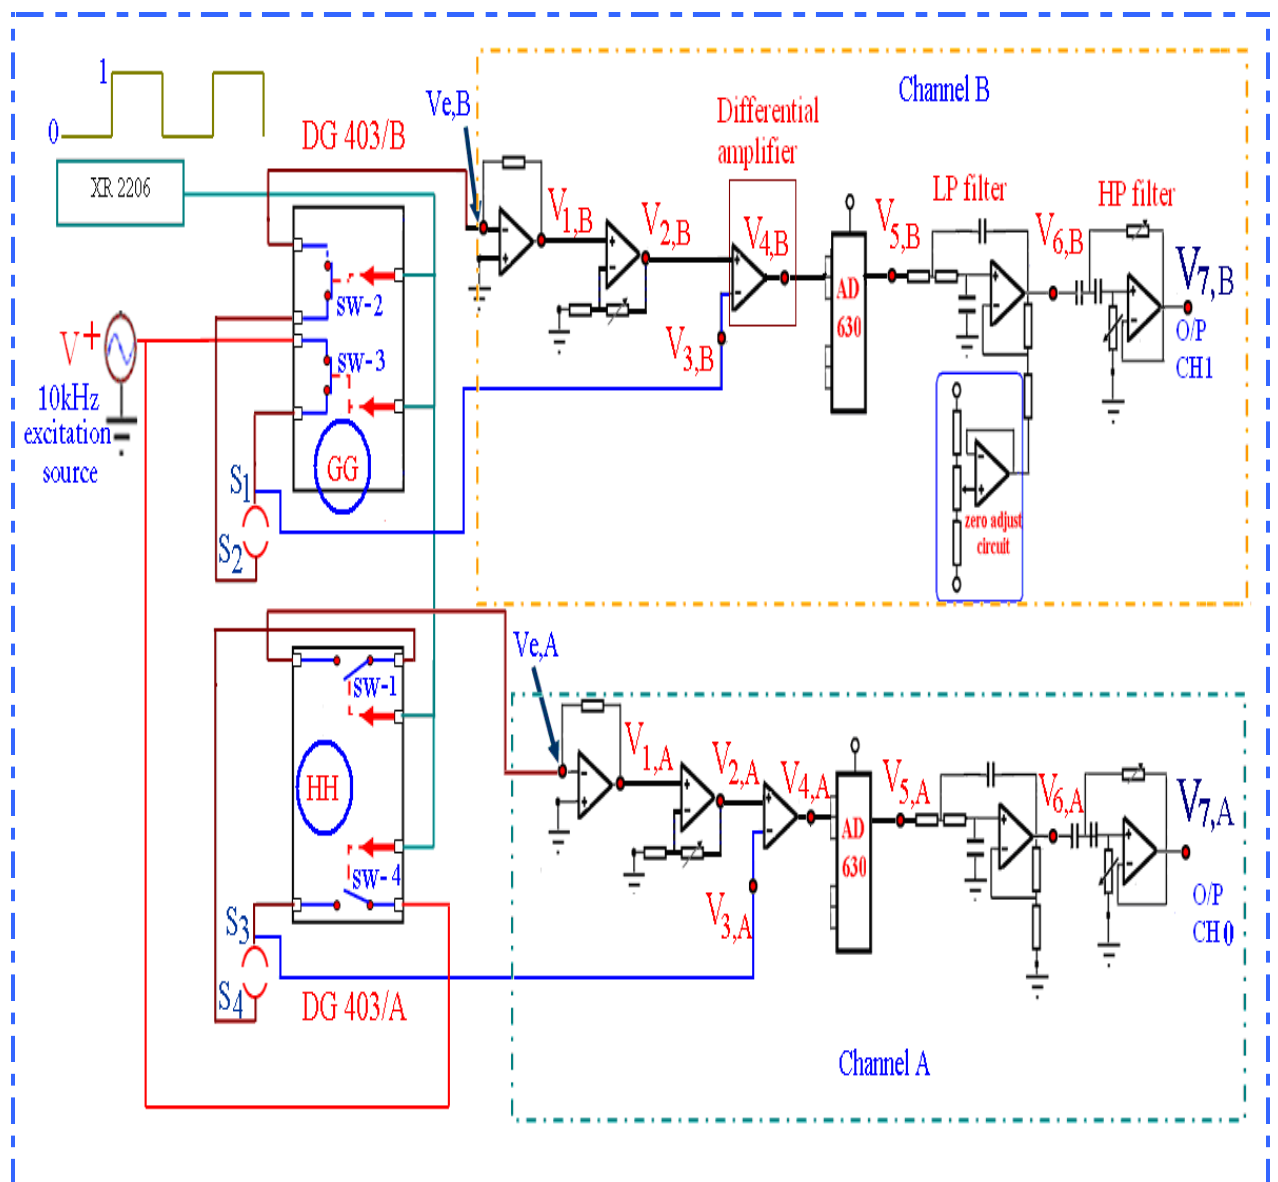 1
0
XR 2206
DG 403/B
Ve,B
Channel B
Differential
amplifier
V1,B
V2,B
V4,B
V5,B
LP filter
V6,B
HP filter
V7,B
O/P
CH1
AD
630
V3,B
sw-2
sw-3
V+
10kHz
excitation
source
GG
S1
S2
zero adjust
circuit
Ve,A
sw-1
HH
sw-4
S3
S4
DG 403/A
V1,A
V2,A
V4,A
V5,A
V6,A
V7,A
AD
630
V3,A
O/P
CH 0
Channel A